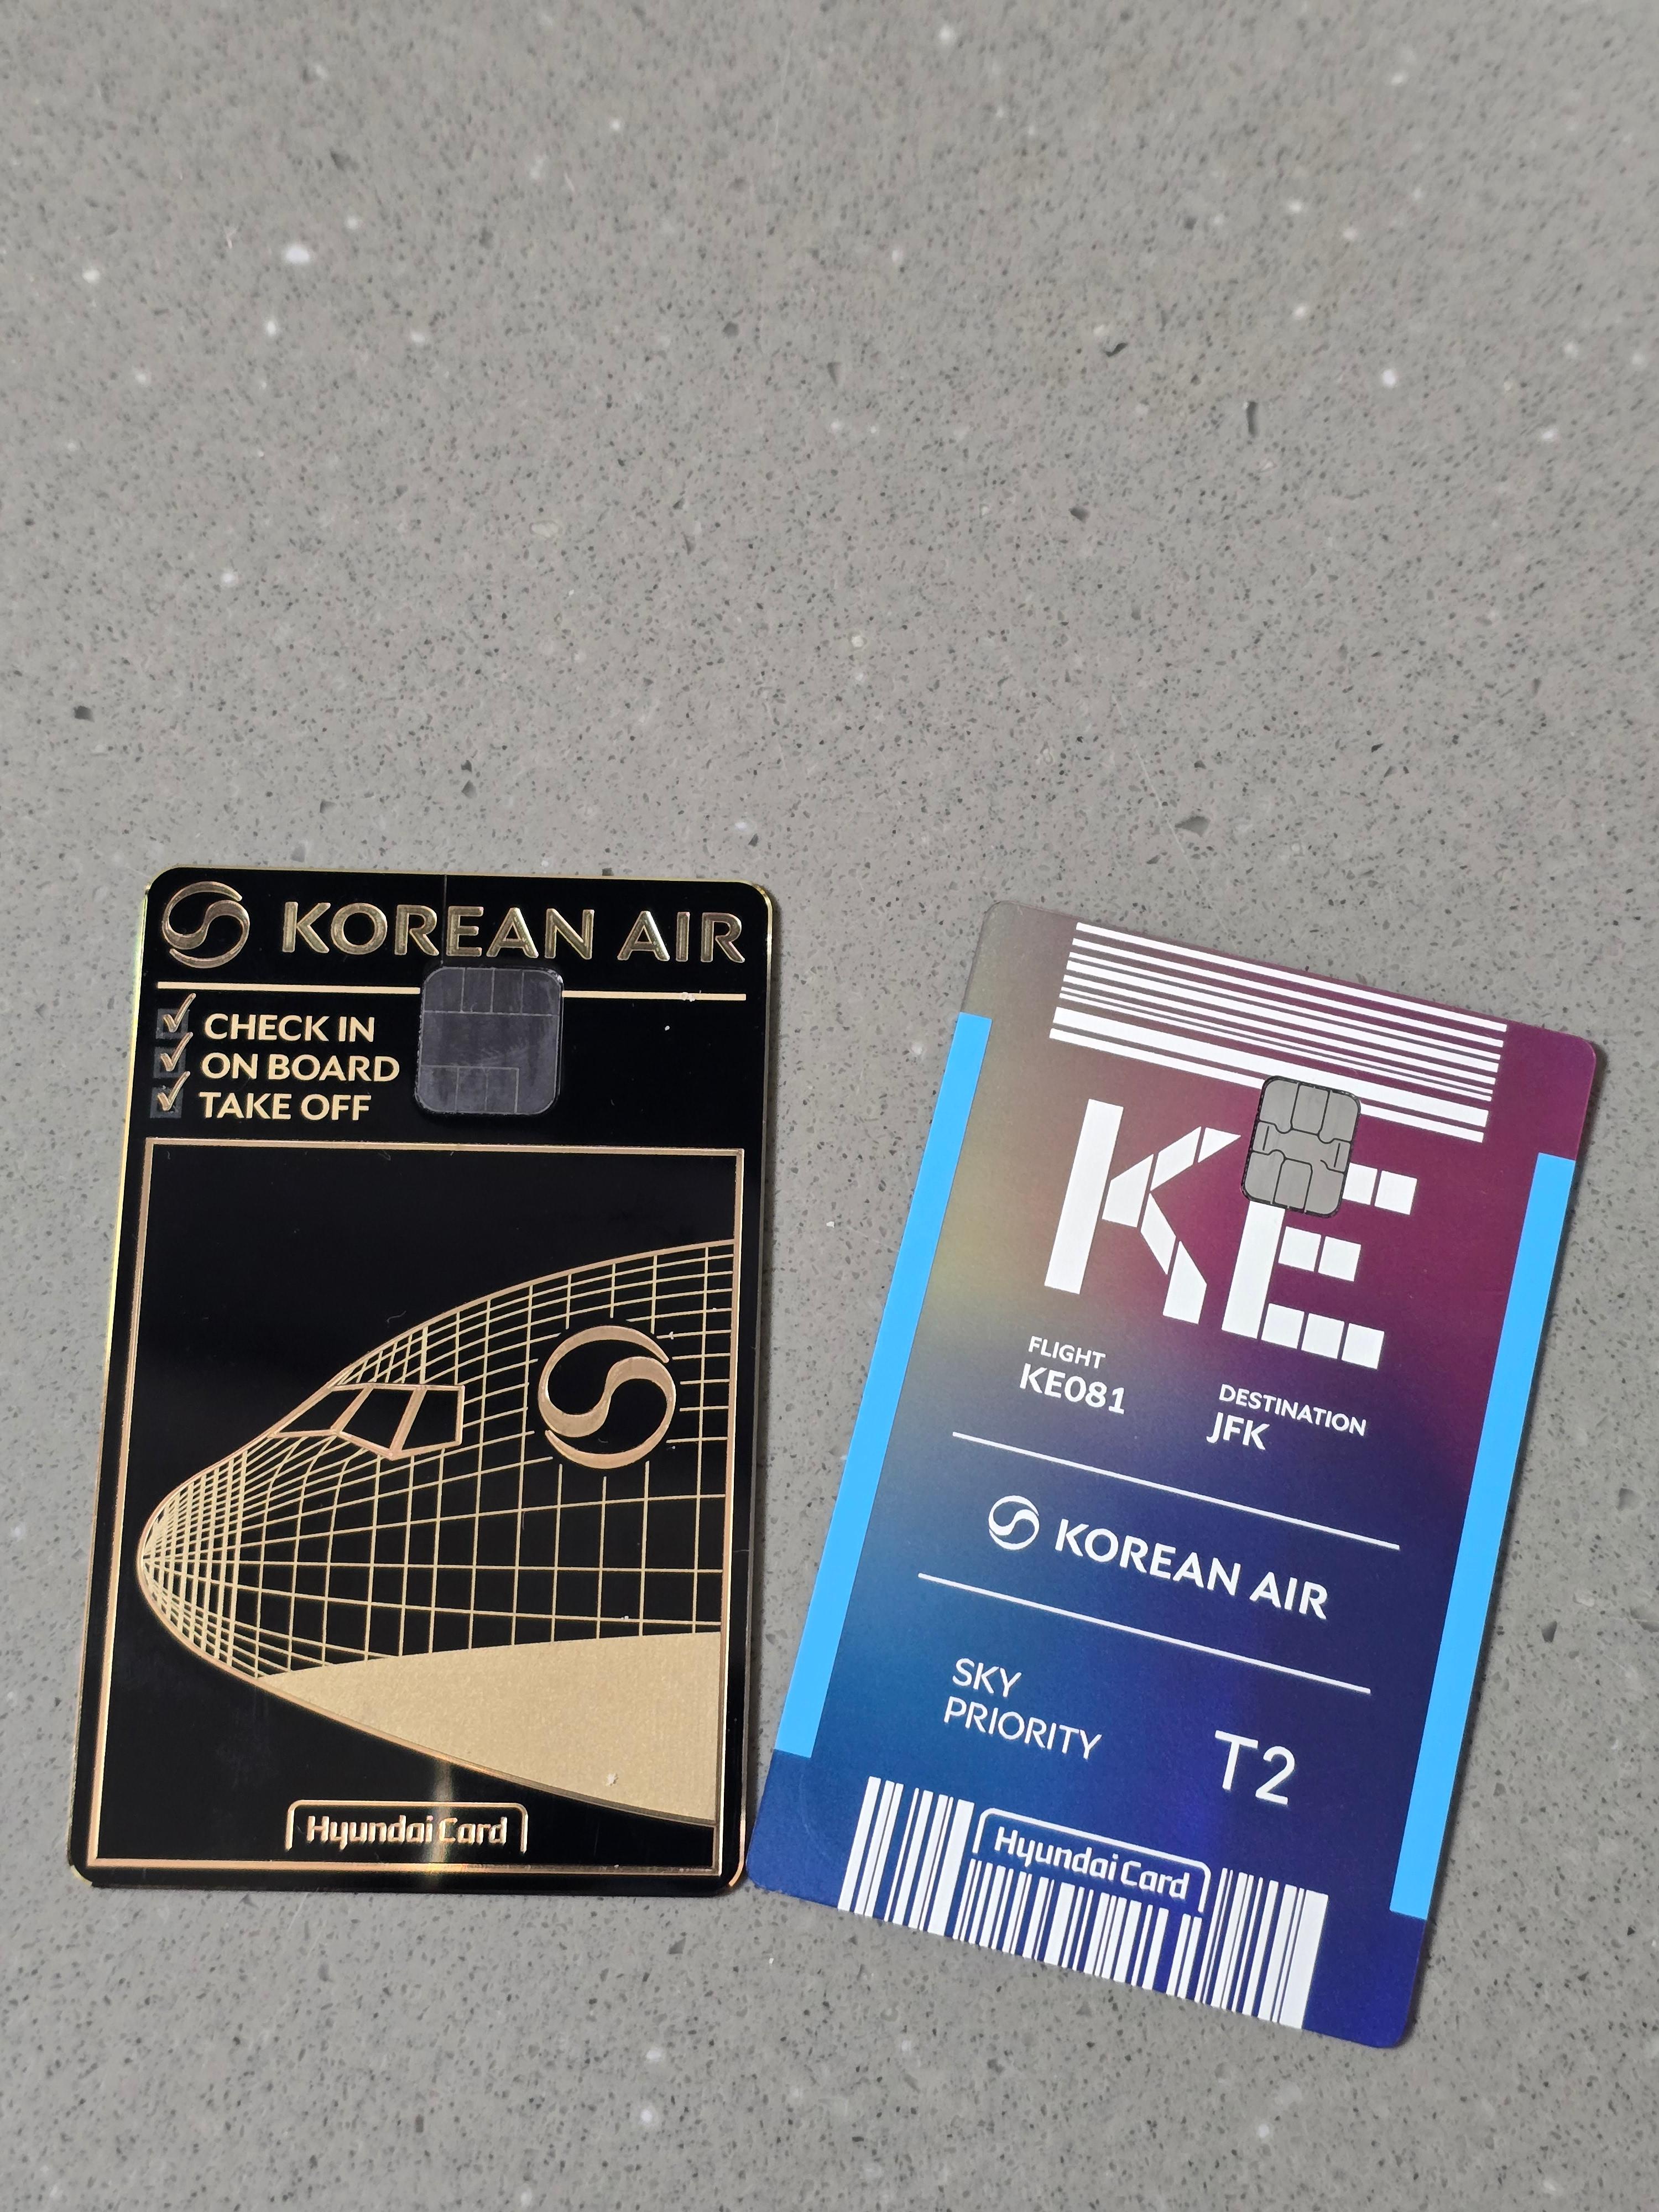 KOREAN AIR
CHECK IN
ON BOARD
TAKE OFF
Hyundai Card
KE
FLIGHT
KE081
DESTINATION
JFK
KOREAN AIR
SKY
PRIORITY
T2
Hyundai Card